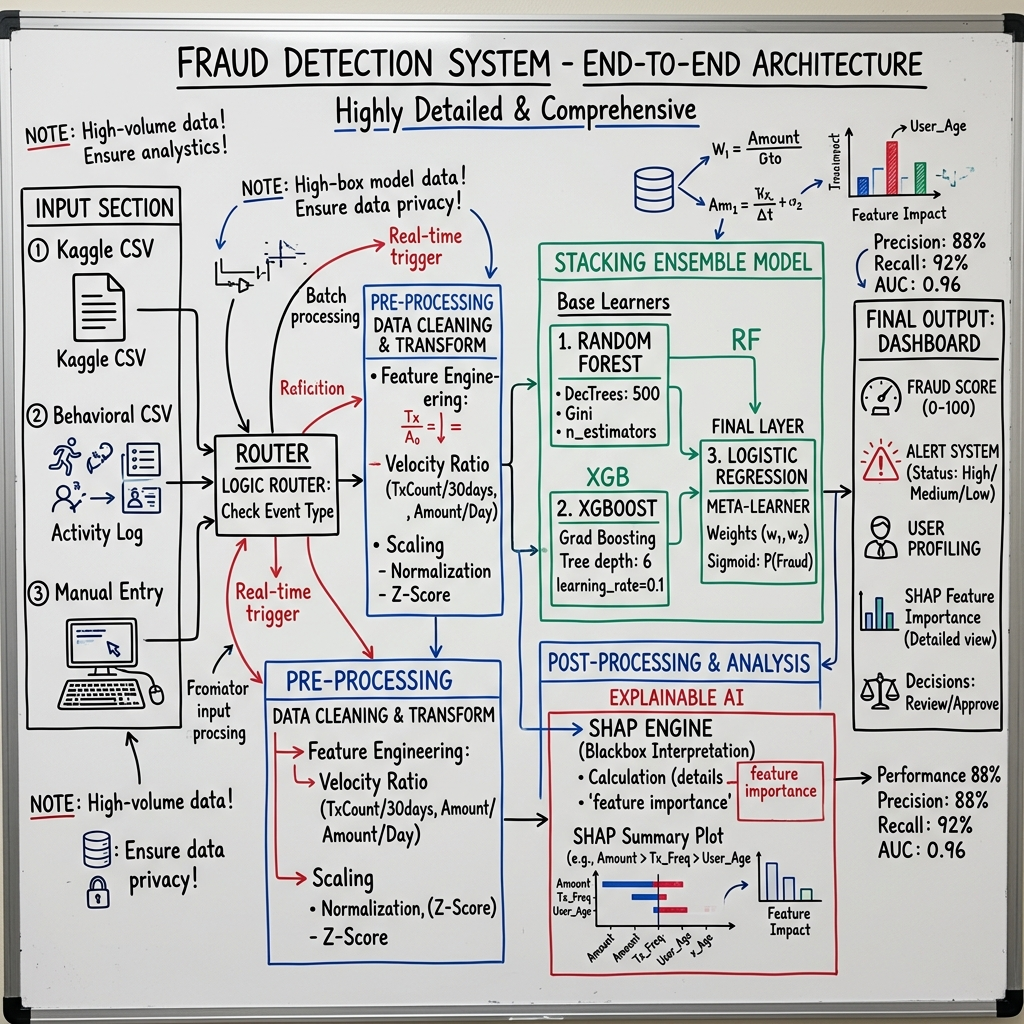 FRAUD DETECTION SYSTEM - END-TO-END ARCHITECTURE
Highly Detailed & Comprehensive
NOTE: High-volume data!
Ensure analystics!
INPUT SECTION
① Kaggle CSV
Kaggle CSV
② Behavioral CSV
Activity Log
③ Manual Entry
NOTE: High-volume data!
: Ensure data
privacy!
NOTE: High-box model data!
Ensure data privacy!
Real-time
trigger
Batch
processing
Raficition
ROUTER
LOGIC ROUTER:
Check Event Type
Real-time
trigger
Fcomiator
input
procsing
PRE-PROCESSING
DATA CLEANING
& TRANSFORM
• Feature Engine-
ering:
Tx
A₀
=
=
- Velocity Ratio
(TxCount/30days,
, Amount/Day)
• Scaling
- Normalization
- Z-Score
PRE-PROCESSING
DATA CLEANING & TRANSFORM
Feature Engineering:
Velocity Ratio
(TxCount/30days, Amount/
Amount/Day)
Scaling
• Normalization, (Z-Score)
- Z-Score
W₁ = Amount
Gto
Δt
User_Age
Feature Impact
STACKING ENSEMBLE MODEL
Base Learners
1. RANDOM
FOREST
• DecTrees: 500
• Gini
• n_estimators
RF
XGB
2. XGBOOST
Grad Boosting
Tree depth: 6
learning_rate=0.1
FINAL LAYER
3. LOGISTIC
REGRESSION
META-LEARNER
Weights (w₁, w₂)
Sigmoid: P(Fraud)
POST-PROCESSING & ANALYSIS
EXPLAINABLE AI
SHAP ENGINE
(Blackbox Interpretation)
• Calculation (details
• 'feature importance'
feature
importance
SHAP Summary Plot
(e.g., Amount > Tx_Freq > User_Age
Feature
Impact
Precision: 88%
Recall: 92%
AUC: 0.96
FINAL OUTPUT:
DASHBOARD
FRAUD SCORE
(0-100)
ALERT SYSTEM
(Status: High/
Medium/Low)
USER
PROFILING
SHAP Feature
Importance
(Detailed view)
Decisions:
Review/Approve
Performance 88%
Precision: 88%
Recall: 92%
AUC: 0.96